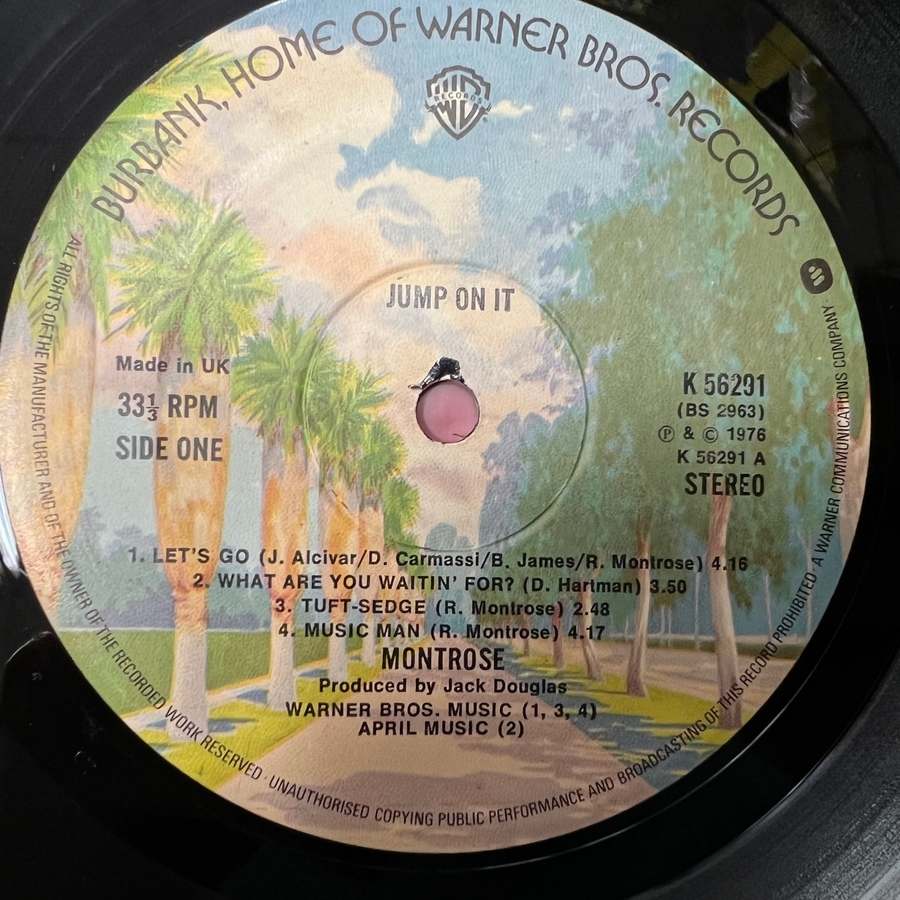 BURBANK, HOME OF WARNER BROS. RECORDS
RECORDS
JUMP ON IT
Made in UK
33⅓ RPM
SIDE ONE
K 56291
(BS 2963)
Ⓟ & © 1976
K 56291 A
STEREO
1. LET'S GO (J. Alcivar/D. Carmassi/B. James/R. Montrose) 4.16
2. WHAT ARE YOU WAITIN' FOR? (D. Hartman) 3.50
3. TUFT-SEDGE (R. Montrose) 2.48
4. MUSIC MAN (R. Montrose) 4.17
MONTROSE
Produced by Jack Douglas
WARNER BROS. MUSIC (1, 3, 4)
APRIL MUSIC (2)
ALL RIGHTS OF THE MANUFACTURER AND OF THE OWNER OF THE RECORDED WORK RESERVED · UNAUTHORISED COPYING PUBLIC PERFORMANCE AND BROADCASTING OF THIS RECORD PROHIBITED · A WARNER COMMUNICATIONS COMPANY